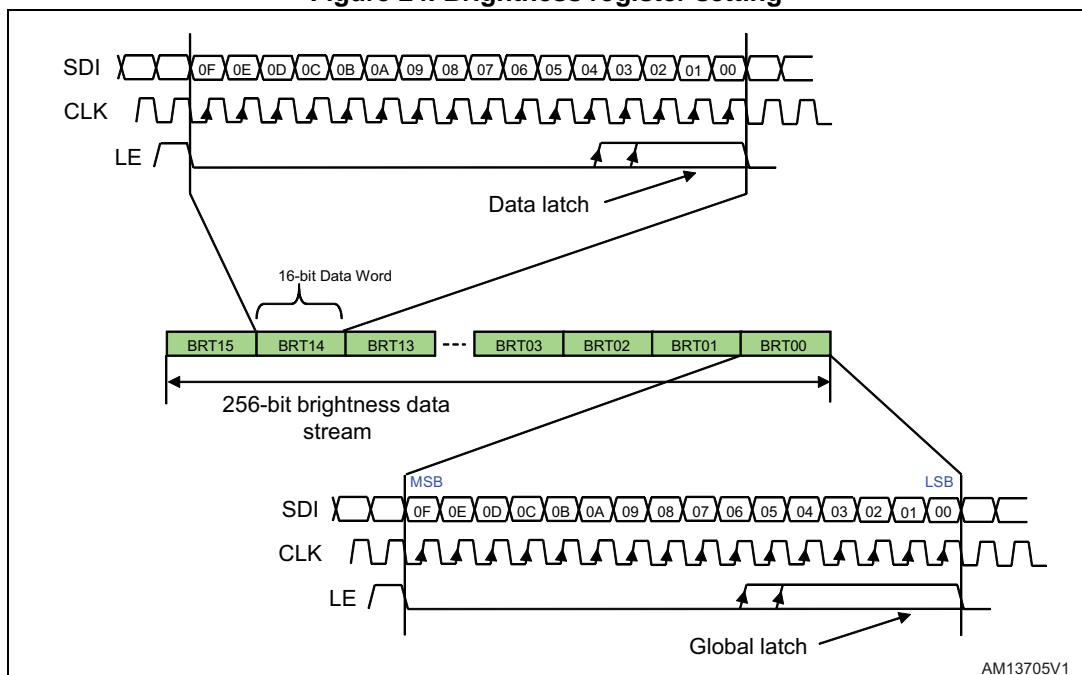 Figure 24. Brightness register setting
SDI 0F 0E 0D 0C 0B 0A 09 08 07 06 05 04 03 02 01 00
CLK
LE
Data latch
16-bit Data Word
BRT15 BRT14 BRT13 BRT03 BRT02 BRT01 BRT00
256-bit brightness data
stream
MSB LSB
SDI 0F 0E 0D 0C 0B 0A 09 08 07 06 05 04 03 02 01 00
CLK
LE
Global latch
AM13705V1